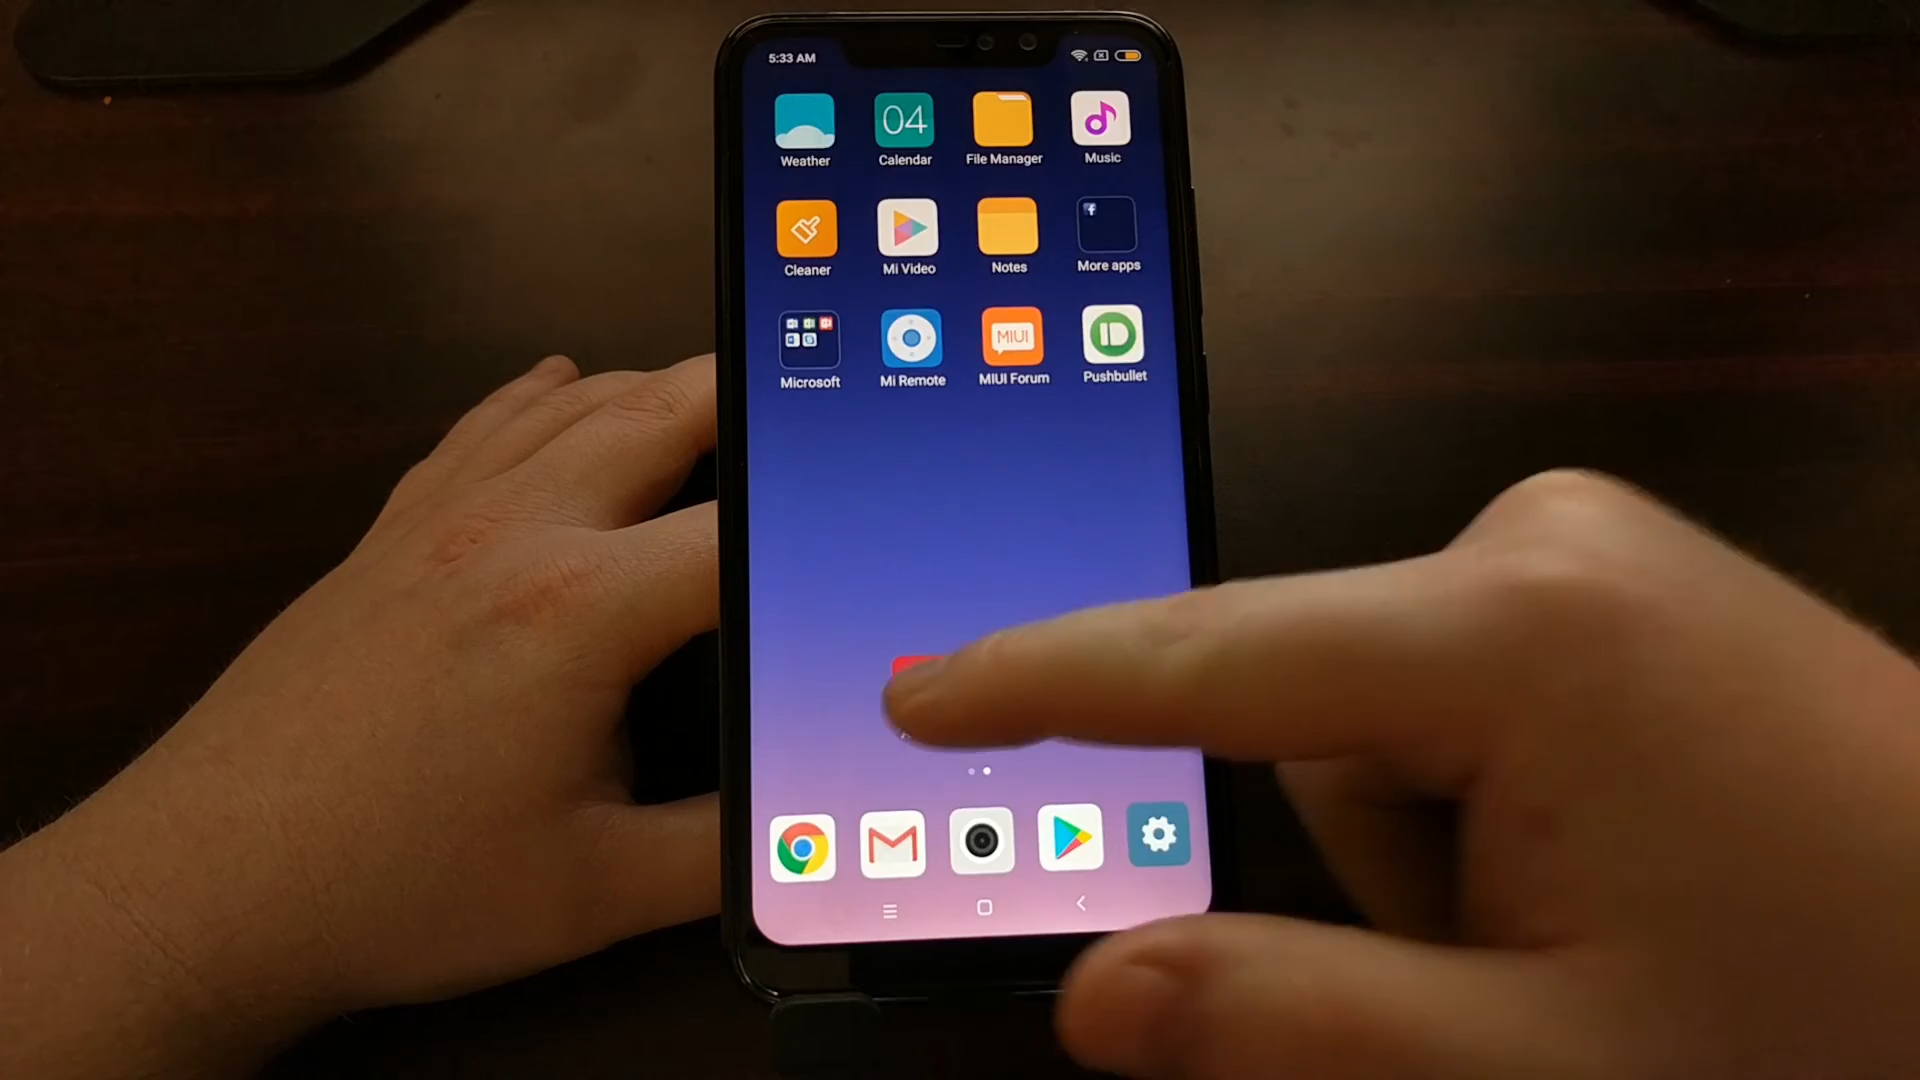 5:33 AM
04
Weather
Calendar
File Manager
Music
Cleaner
Mi Video
Notes
More apps
MIUI
Microsoft
Mi Remote
MIUI Forum
Pushbullet